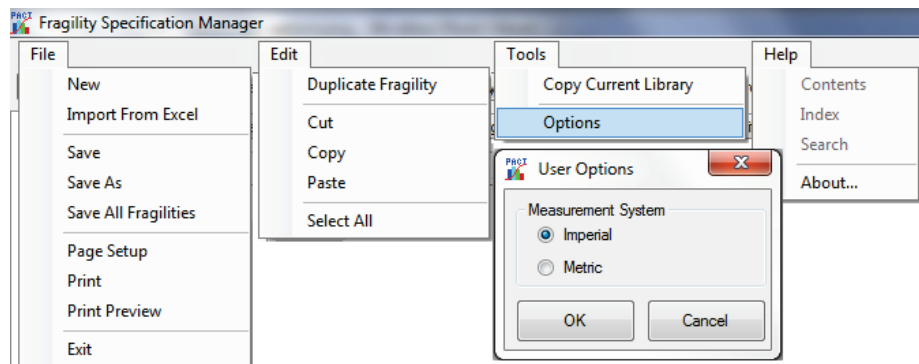 PACT Fragility Specification Manager
File
New
Import From Excel
Save
Save As
Save All Fragilities
Page Setup
Print
Print Preview
Exit
Edit
Duplicate Fragility
Cut
Copy
Paste
Select All
Tools
Copy Current Library
Options
PACT User Options
Measurement System
Imperial
Metric
OK
Cancel
Help
Contents
Index
Search
About...